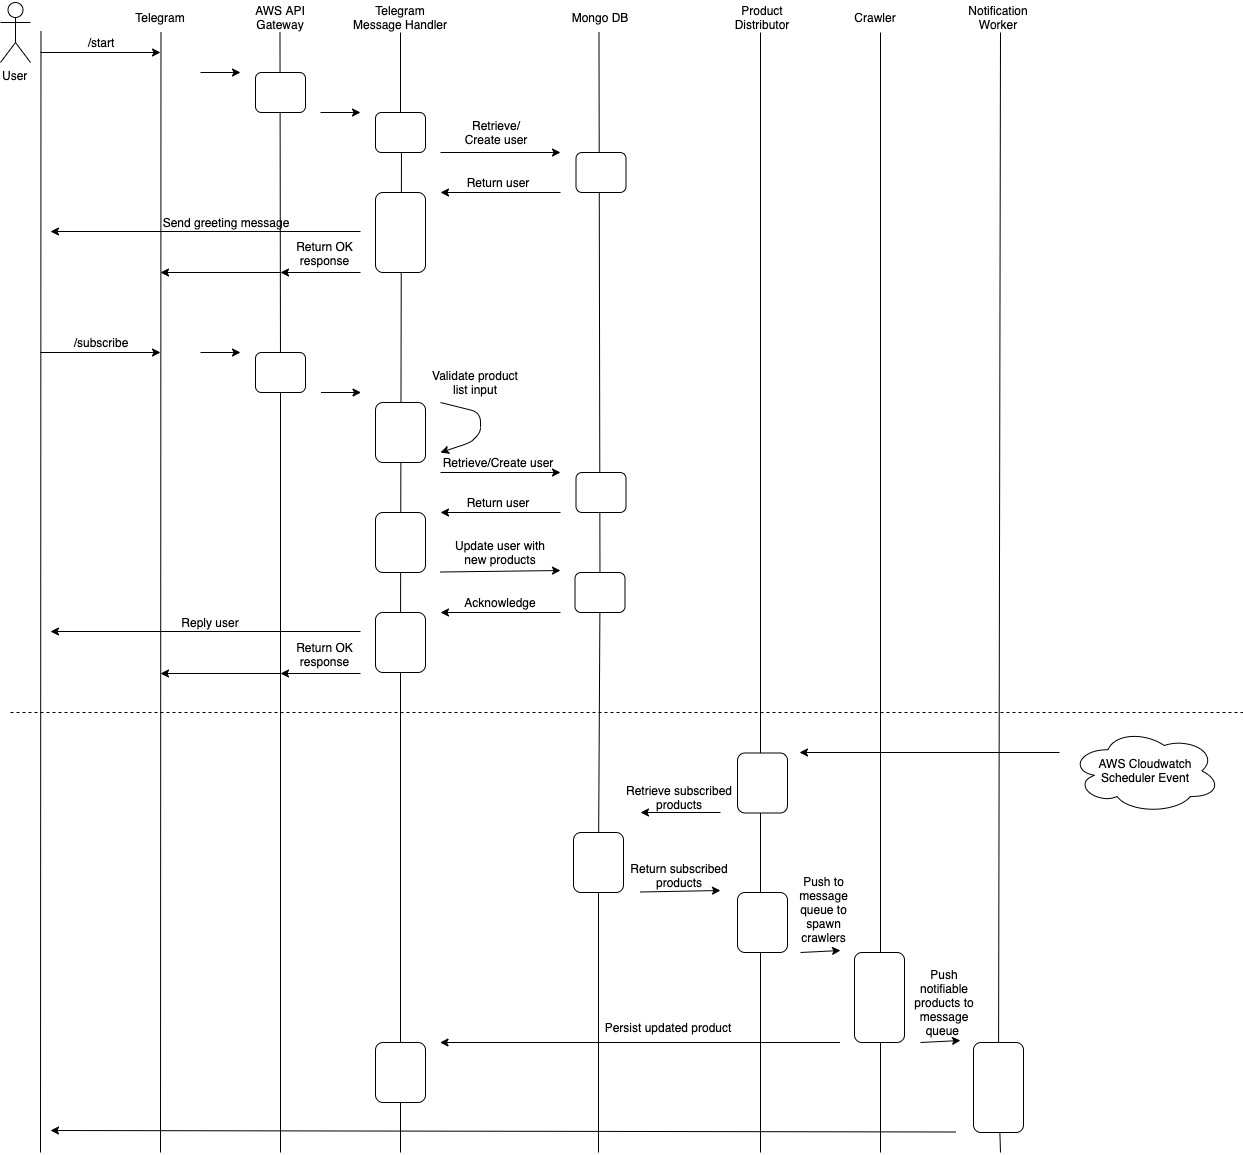 Telegram
AWS API
Gateway
Telegram
Message Handler
Mongo DB
Product
Distributor
Crawler
Notification
Worker
User
/start
Retrieve/
Create user
Return user
Send greeting message
Return OK
response
/subscribe
Validate product
list input
Retrieve/Create user
Return user
Update user with
new products
Acknowledge
Reply user
Return OK
response
AWS Cloudwatch
Scheduler Event
Retrieve subscribed
products
Return subscribed
products
Push to
message
queue to
spawn
crawlers
Push
notifiable
products to
message
queue
Persist updated product